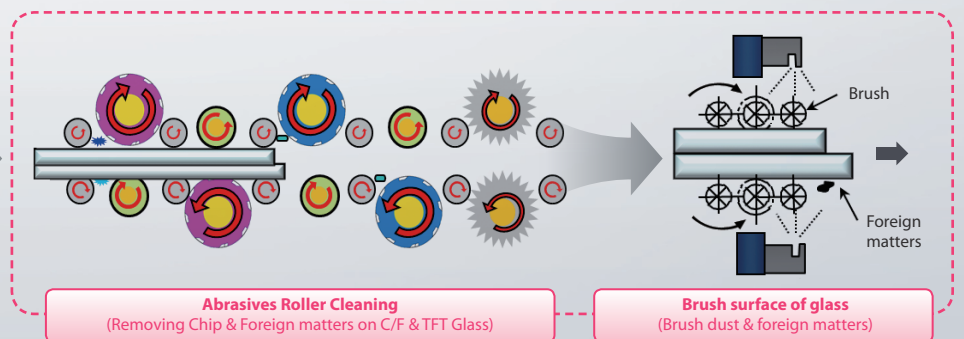 Brush
Foreign
matters
Abrasives Roller Cleaning
(Removing Chip & Foreign matters on C/F & TFT Glass)
Brush surface of glass
(Brush dust & foreign matters)